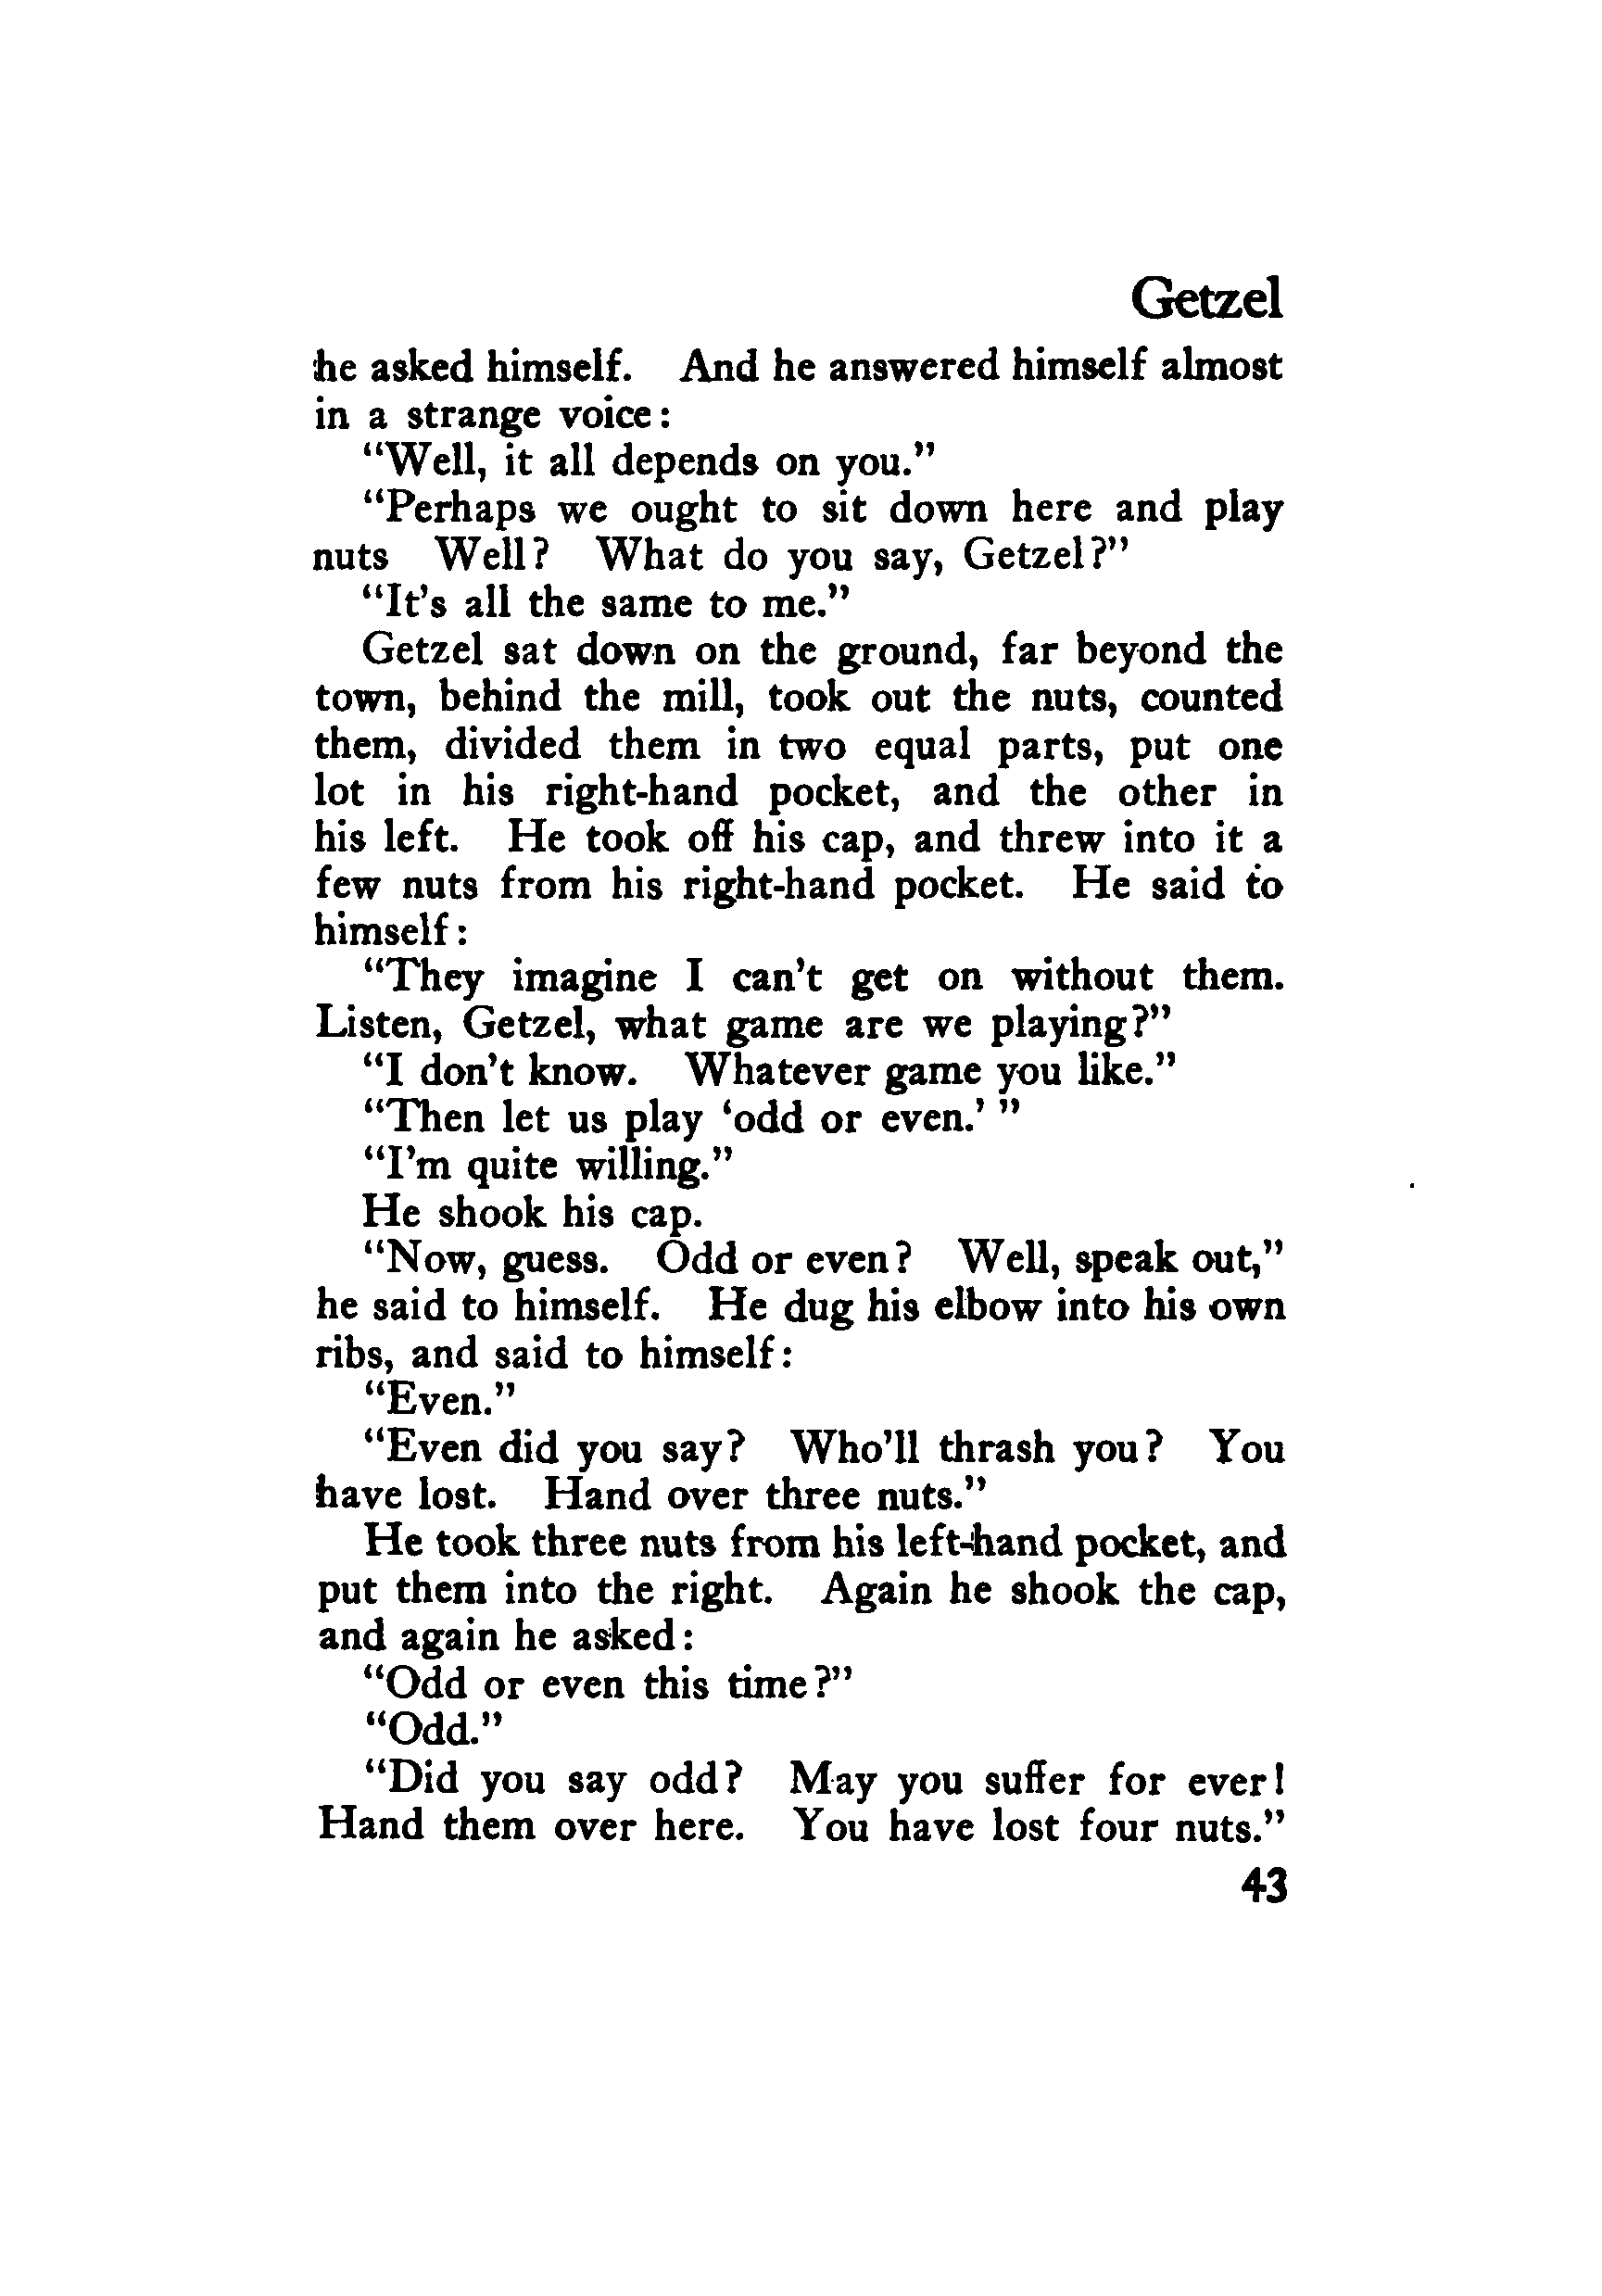 Getzel
he asked himself. And he answered himself almost
in a strange voice:
“Well, it all depends on you.”
“Perhaps we ought to sit down here and play
nuts Well? What do you say, Getzel?”
“It’s all the same to me.”
Getzel sat down on the ground, far beyond the
town, behind the mill, took out the nuts, counted
them, divided them in two equal parts, put one
lot in his right-hand pocket, and the other in
his left. He took off his cap, and threw into it a
few nuts from his right-hand pocket. He said to
himself:
“They imagine I can’t get on without them.
Listen, Getzel, what game are we playing?”
“I don’t know. Whatever game you like.”
“Then let us play ‘odd or even.’ ”
“I’m quite willing.”
He shook his cap.
“Now, guess. Odd or even? Well, speak out,”
he said to himself. He dug his elbow into his own
ribs, and said to himself:
“Even.”
“Even did you say? Who’ll thrash you? You
have lost. Hand over three nuts.”
He took three nuts from his left-hand pocket, and
put them into the right. Again he shook the cap,
and again he asked:
“Odd or even this time?”
“Odd.”
“Did you say odd? May you suffer for ever!
Hand them over here. You have lost four nuts.”
43